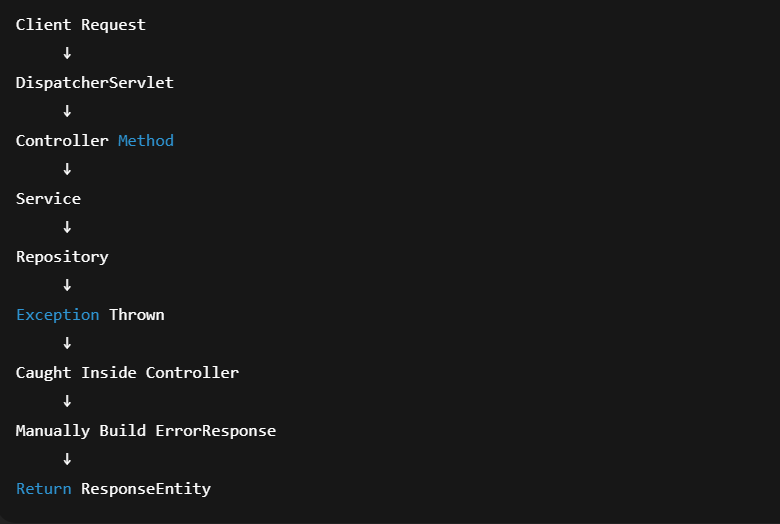 Client Request
↓
DispatcherServlet
↓
Controller Method
↓
Service
↓
Repository
↓
Exception Thrown
↓
Caught Inside Controller
↓
Manually Build ErrorResponse
↓
Return ResponseEntity